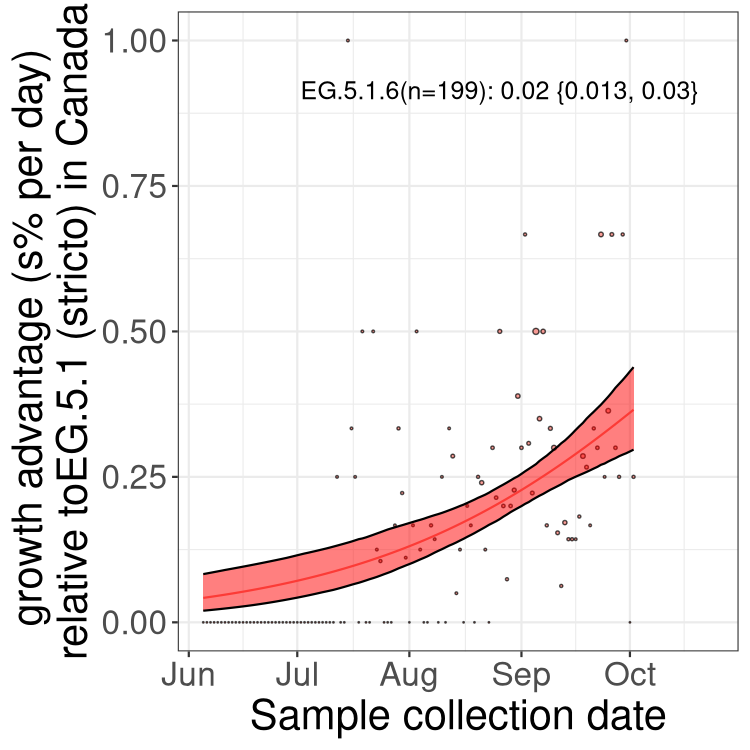 growth advantage (s% per day)
relative toEG.5.1 (stricto) in Canada
1.00
0.75
0.50
0.25
0.00
EG.5.1.6(n=199): 0.02 {0.013, 0.03}
Jun Jul Aug Sep Oct
Sample collection date